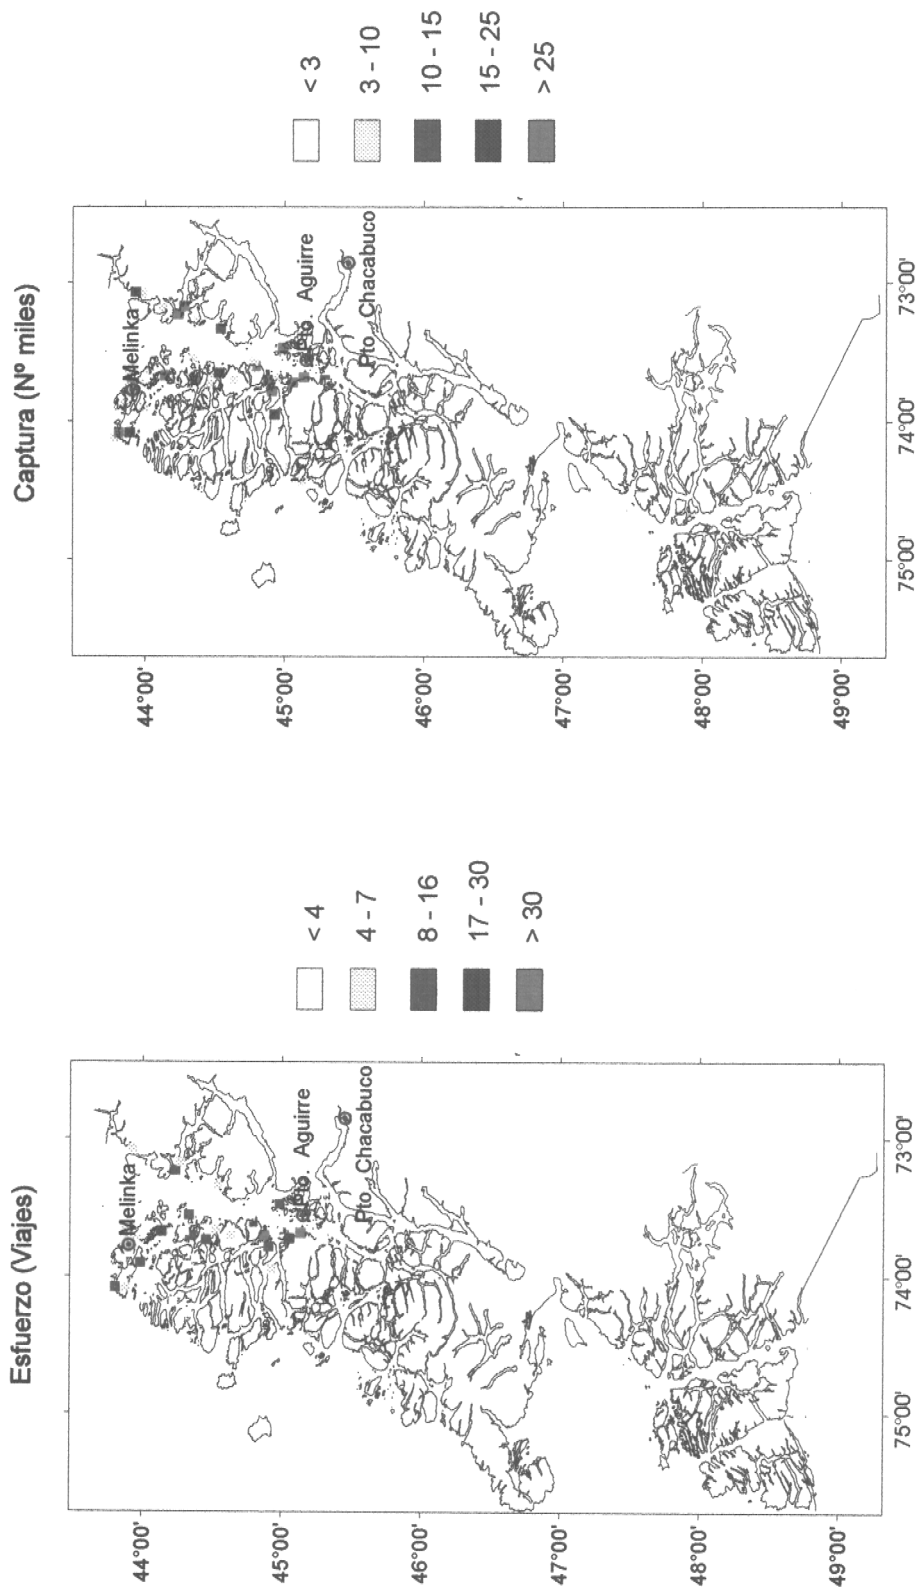 Esfuerzo (Viajes)
44°00'
45°00'
46°00'
47°00'
48°00'
49°00'
75°00'
74°00'
73°00'
Melinka
Pto. Aguirre
Pto. Chacabuco
< 4
4 - 7
8 - 16
17 - 30
> 30
Captura (Nº miles)
44°00'
45°00'
46°00'
47°00'
48°00'
49°00'
75°00'
74°00'
73°00'
Melinka
Pto. Aguirre
Pto. Chacabuco
< 3
3 - 10
10 - 15
15 - 25
> 25